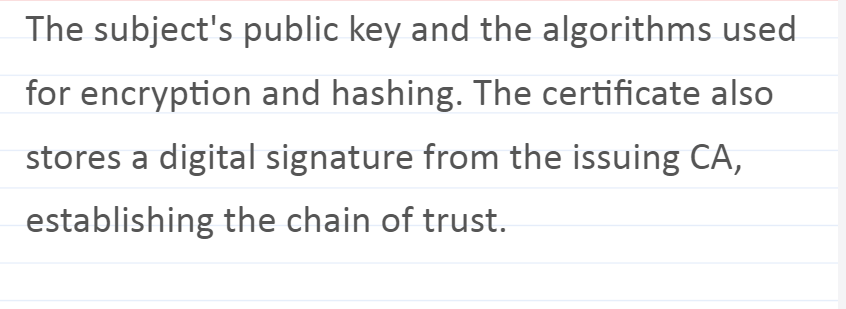 The subject's public key and the algorithms used
for encryption and hashing. The certificate also
stores a digital signature from the issuing CA,
establishing the chain of trust.